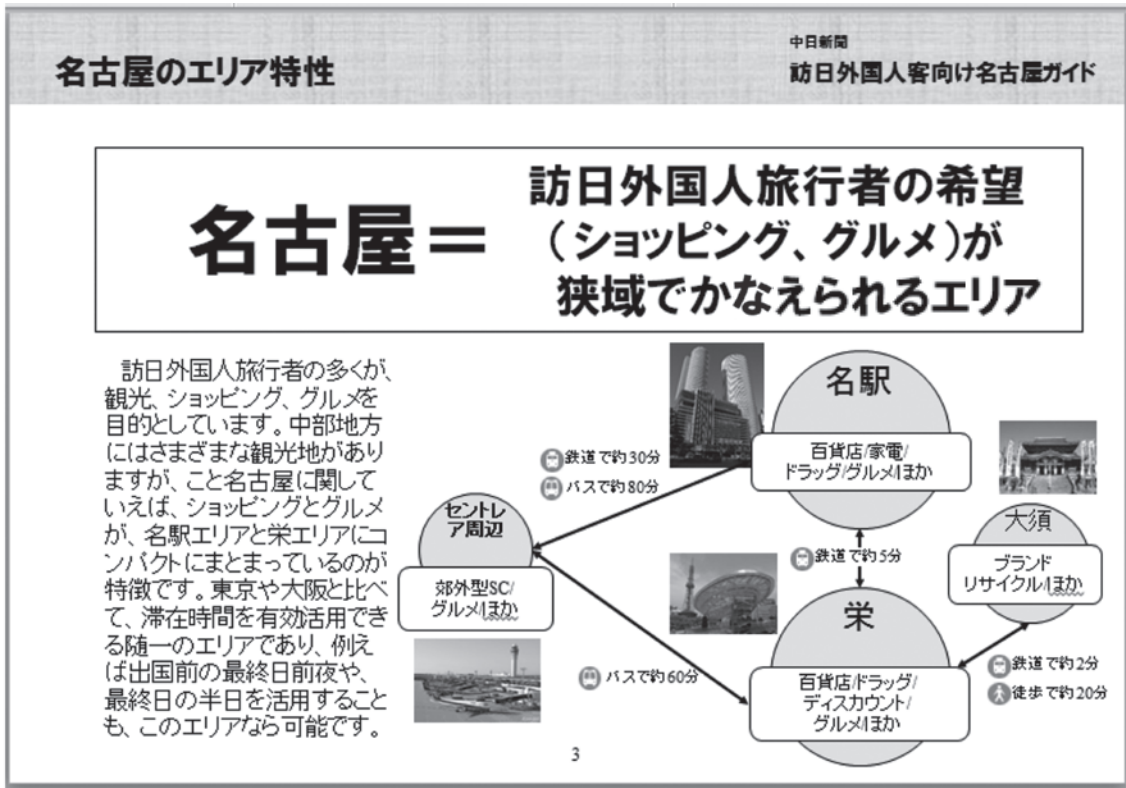 名古屋のエリア特性
中日新聞
訪日外国人客向け名古屋ガイド
名古屋＝
訪日外国人旅行者の希望
（ショッピング、グルメ）が
狭域でかなえられるエリア
訪日外国人旅行者の多くが、
観光、ショッピング、グルメを
目的としています。中部地方
にはさまざまな観光地があり
ますが、こと名古屋に関して
いえば、ショッピングとグルメ
が、名駅エリアと栄エリアにコ
ンパクトにまとまっているのが
特徴です。東京や大阪と比べ
て、滞在時間を有効活用でき
る随一のエリアであり、例え
ば出国前の最終日前夜や、
最終日の半日を活用すること
も、このエリアなら可能です。
名駅
百貨店/家電/
ドラッグ/グルメ/ほか
鉄道で約30分
バスで約80分
セントレ
ア周辺
郊外型SC/
グルメ/ほか
鉄道で約5分
大須
ブランド
リサイクル/ほか
栄
百貨店/ドラッグ/
ディスカウント/
グルメ/ほか
バスで約60分
鉄道で約2分
徒歩で約20分
3